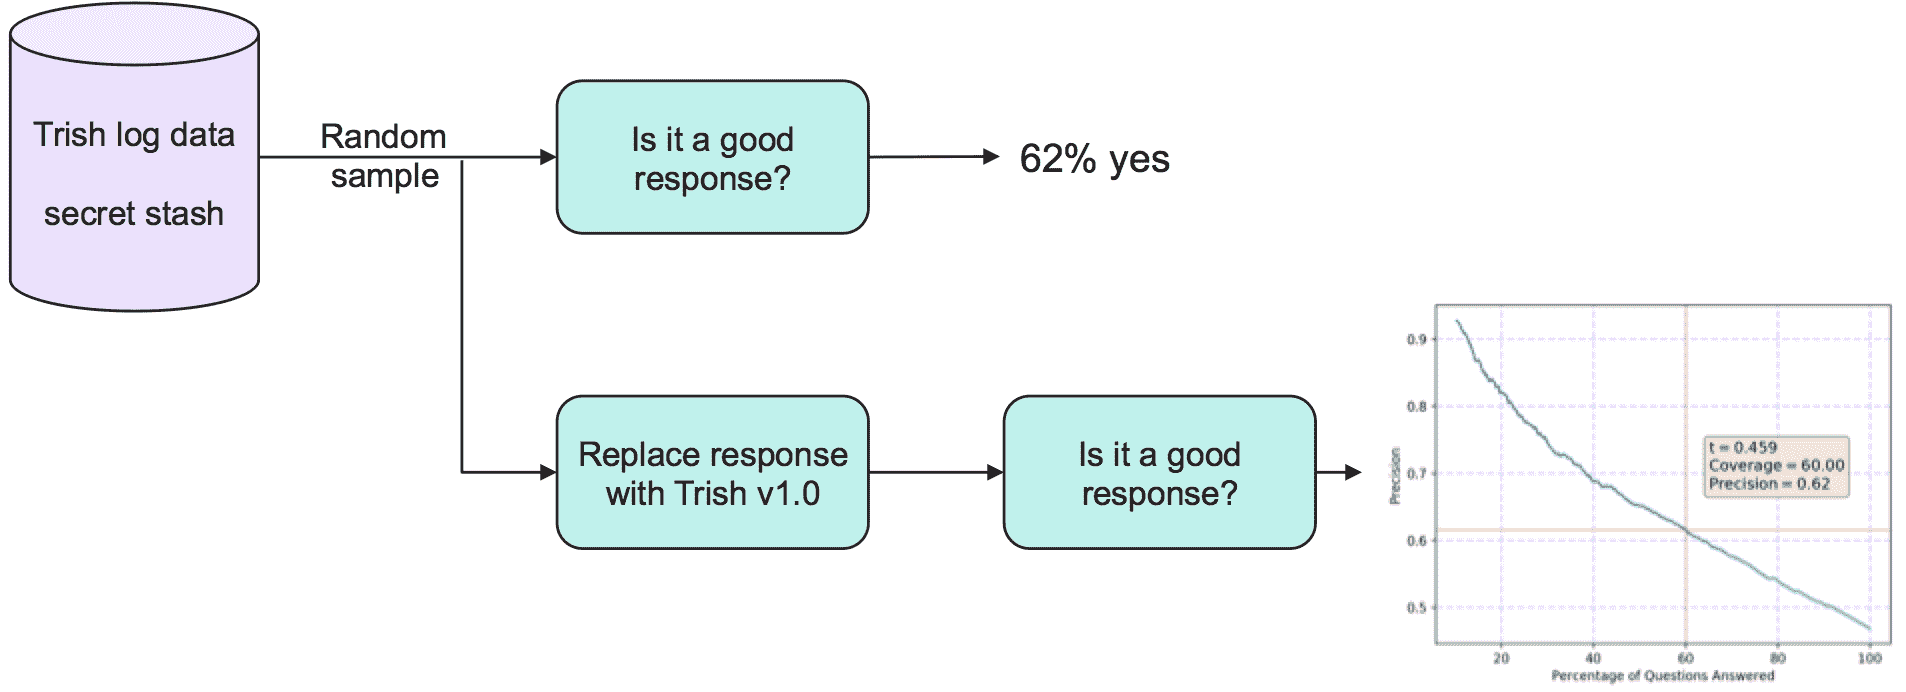 Trish log data
secret stash
Random
sample
Is it a good
response?
62% yes
Replace response
with Trish v1.0
Is it a good
response?
0.9
0.8
0.7
0.6
0.5
Precision
t = 0.459
Coverage = 60.00
Precision = 0.62
20 40 60 80 100
Percentage of Questions Answered